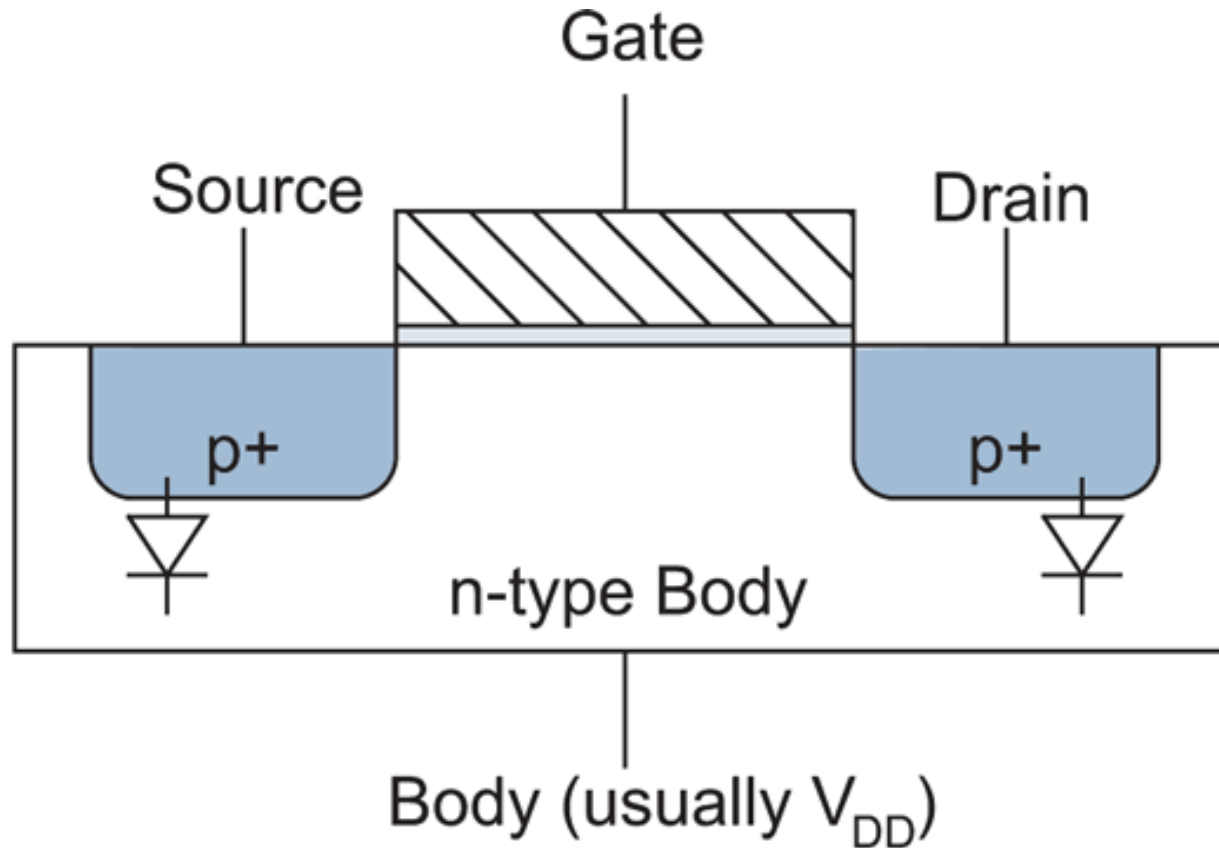 Gate
Source
Drain
p+
p+
n-type Body
Body (usually VDD)